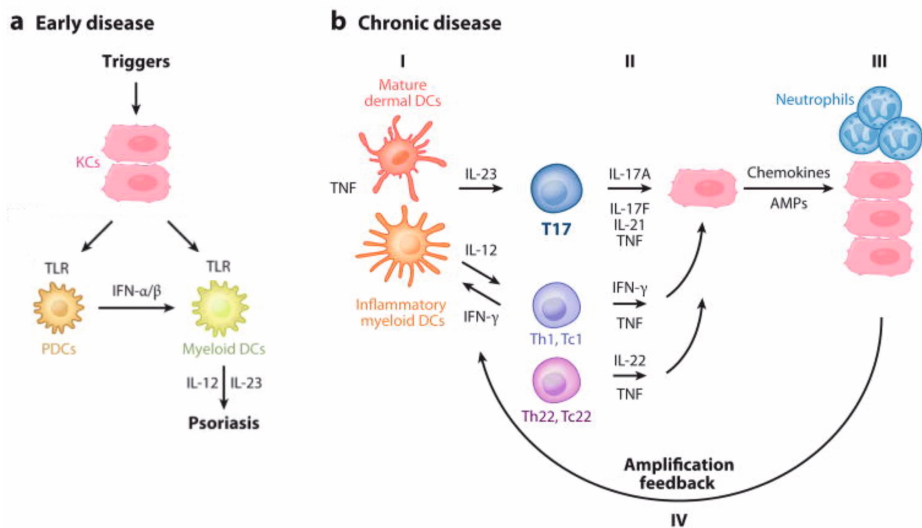 a Early disease
Triggers
KCs
TLR
TLR
IFN-α/β
PDCs
Myeloid DCs
IL-12
IL-23
Psoriasis
b Chronic disease
I
II
III
Mature
dermal DCs
TNF
IL-23
T17
IL-17A
IL-17F
IL-21
TNF
Chemokines
AMPs
Neutrophils
Inflammatory
myeloid DCs
IL-12
IFN-γ
Th1, Tc1
IFN-γ
TNF
Th22, Tc22
IL-22
TNF
Amplification
feedback
IV